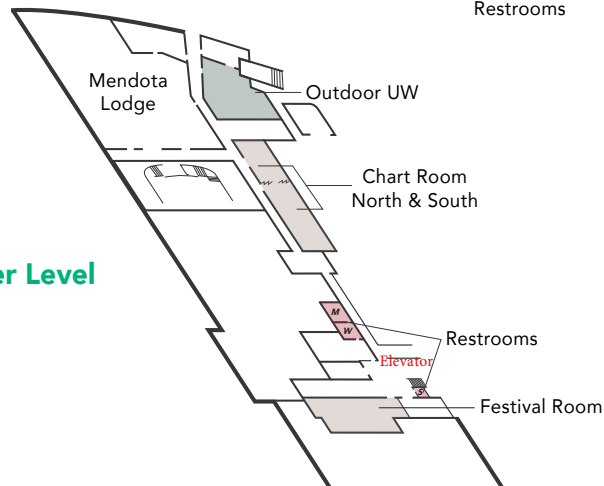 Restrooms
Mendota
Lodge
Outdoor UW
Chart Room
North & South
er Level
M
W
Restrooms
Elevator
S
Festival Room